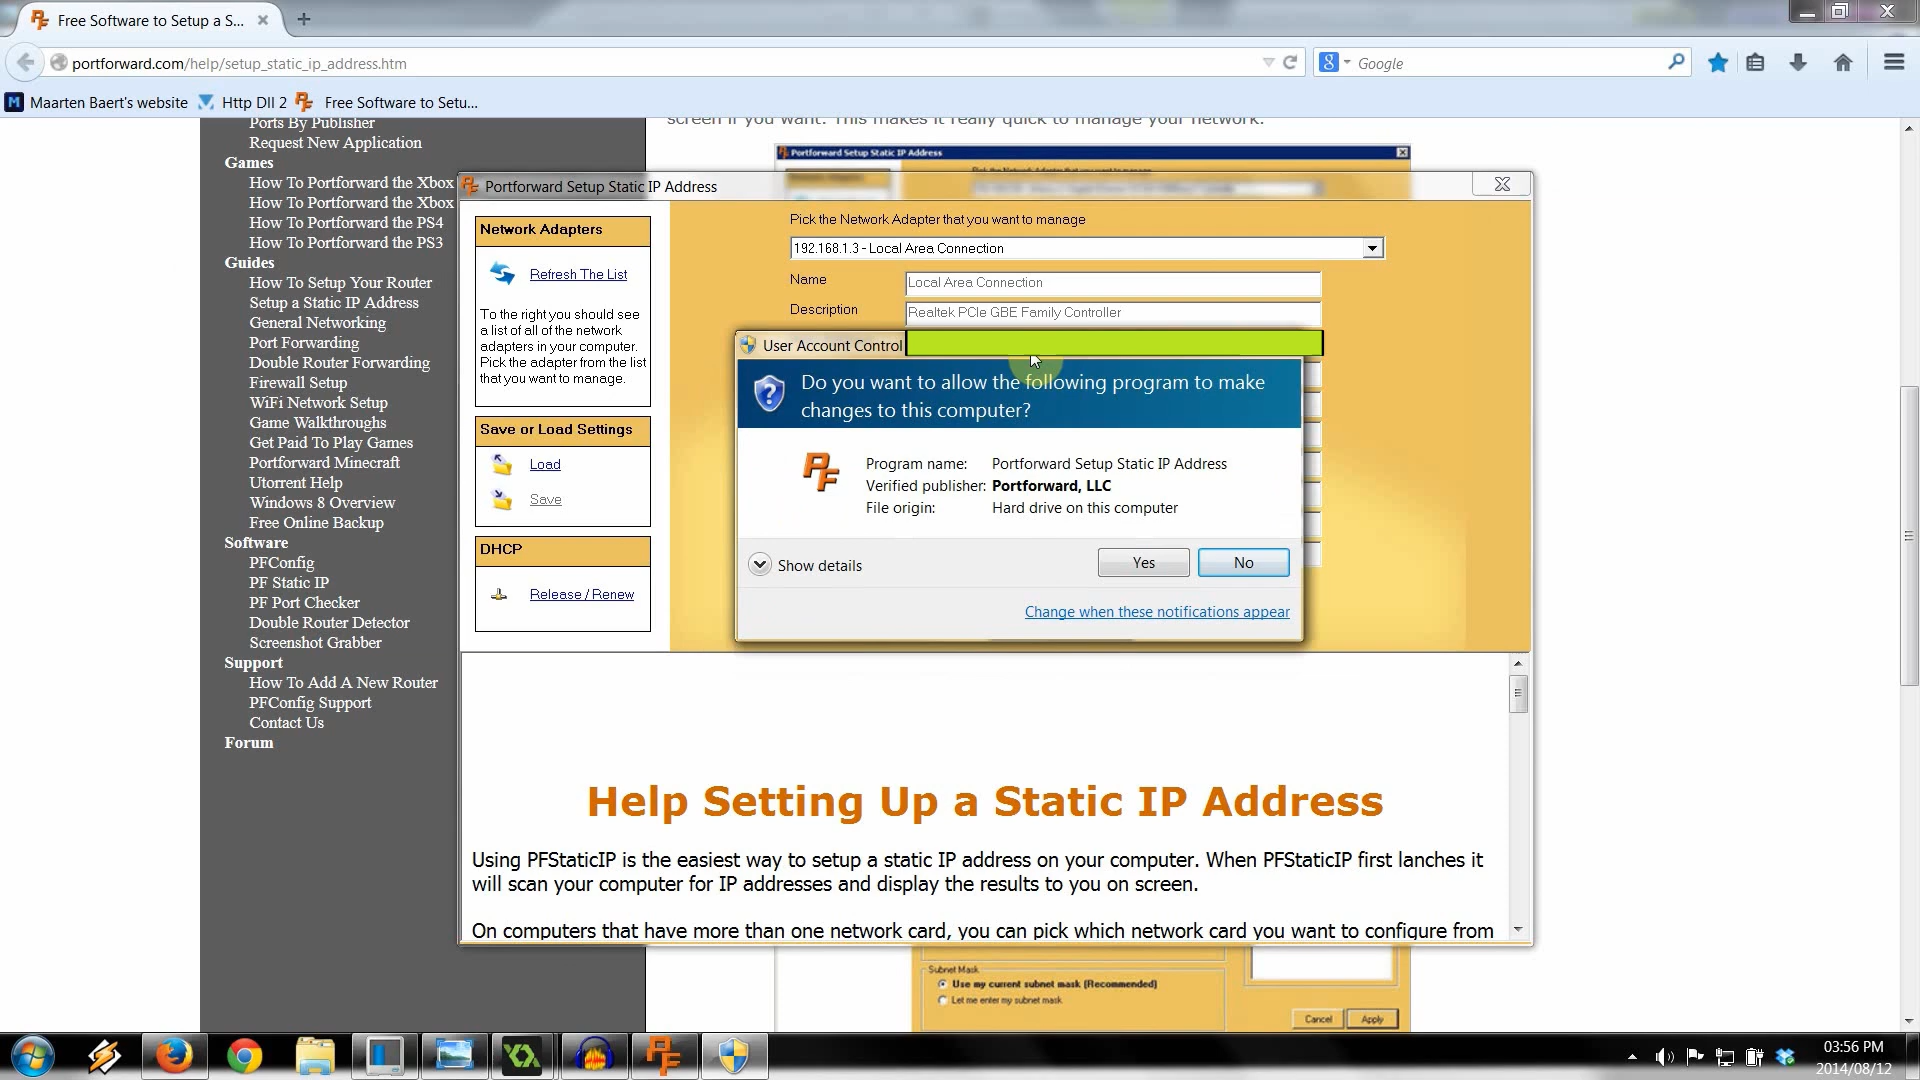 Free Software to Setup a S...
portforward.com/help/setup_static_ip_address.htm
Google
Maarten Baert's website
Http Dll 2
Free Software to Setu...
screen if you want. This makes it really quick to manage your network.
Ports By Publisher
Request New Application
Games
How To Portforward the Xbox
How To Portforward the Xbox
How To Portforward the PS4
How To Portforward the PS3
Guides
How To Setup Your Router
Setup a Static IP Address
General Networking
Port Forwarding
Double Router Forwarding
Firewall Setup
WiFi Network Setup
Game Walkthroughs
Get Paid To Play Games
Portforward Minecraft
Utorrent Help
Windows 8 Overview
Free Online Backup
Software
PFConfig
PF Static IP
PF Port Checker
Double Router Detector
Screenshot Grabber
Support
How To Add A New Router
PFConfig Support
Contact Us
Forum
Portforward Setup Static IP Address
Portforward Setup Static IP Address
Network Adapters
Refresh The List
To the right you should see
a list of all of the network
adapters in your computer.
Pick the adapter from the list
that you want to manage.
Save or Load Settings
Load
Save
DHCP
Release / Renew
Pick the Network Adapter that you want to manage
192.168.1.3 - Local Area Connection
Name
Local Area Connection
Description
Realtek PCIe GBE Family Controller
User Account Control
Do you want to allow the following program to make
changes to this computer?
Program name: Portforward Setup Static IP Address
Verified publisher: Portforward, LLC
File origin: Hard drive on this computer
Show details
Yes
No
Change when these notifications appear
Help Setting Up a Static IP Address
Using PFStaticIP is the easiest way to setup a static IP address on your computer. When PFStaticIP first lanches it
will scan your computer for IP addresses and display the results to you on screen.
On computers that have more than one network card, you can pick which network card you want to configure from
Subnet Mask
Use my current subnet mask (Recommended)
Let me enter my subnet mask
Cancel
Apply
03:56 PM
2014/08/12